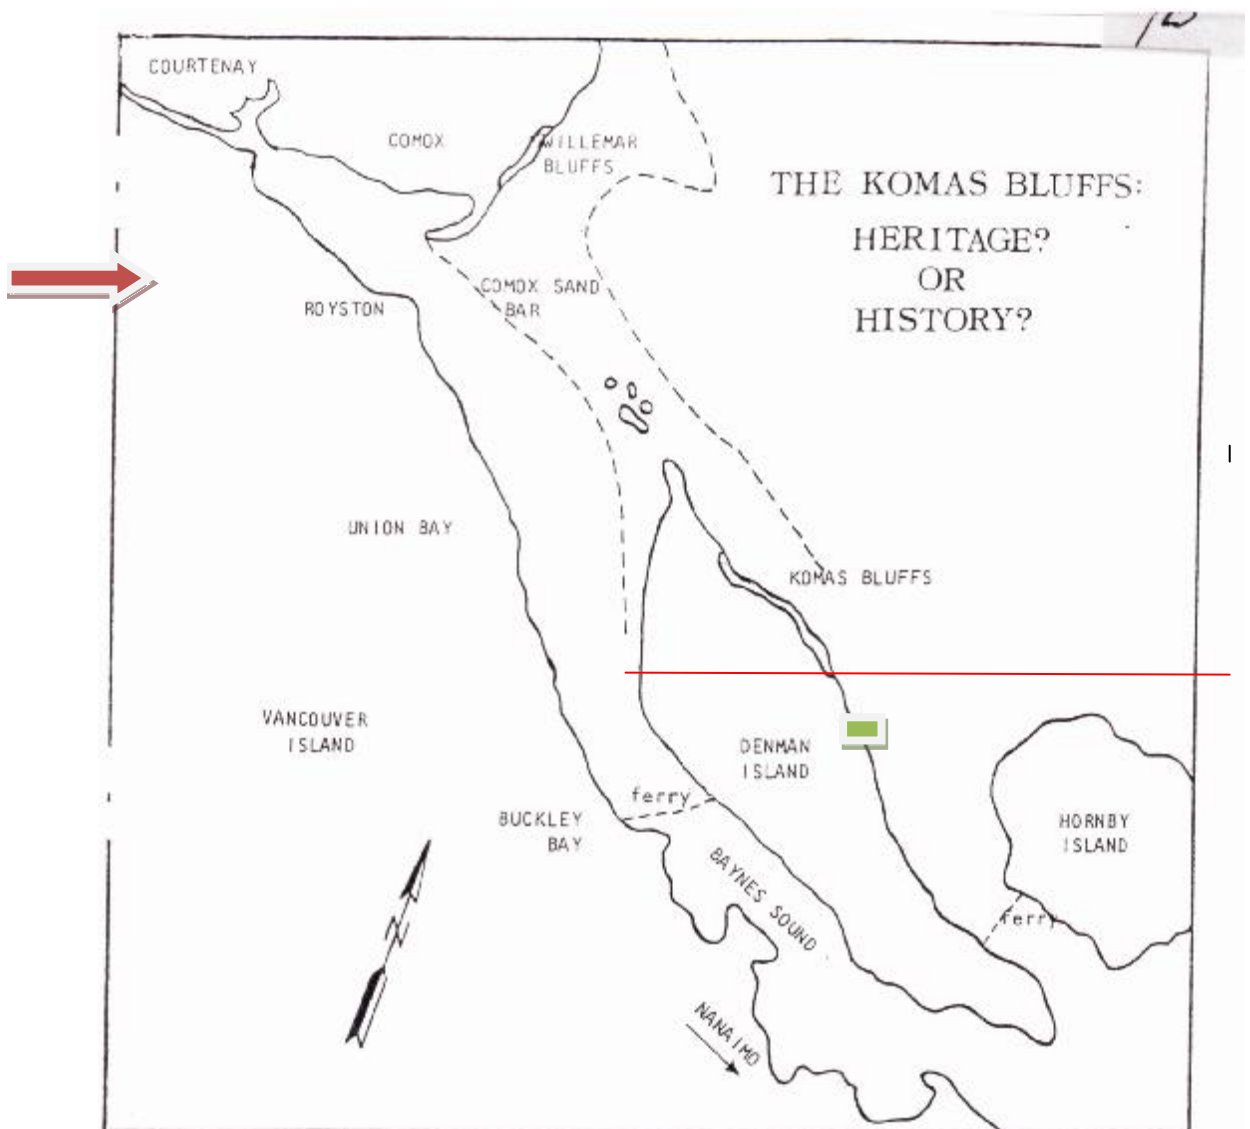 COURTENAY
COMOX
WILLEMAR
BLUFFS
THE KOMAS BLUFFS:
HERITAGE?
OR
HISTORY?
COMOX SAND
BAR
ROYSTON
UNION BAY
KOMAS BLUFFS
VANCOUVER
ISLAND
DENMAN
ISLAND
ferry
BUCKLEY
BAY
HORNBY
ISLAND
BAYNES SOUND
ferry
NANAIMO